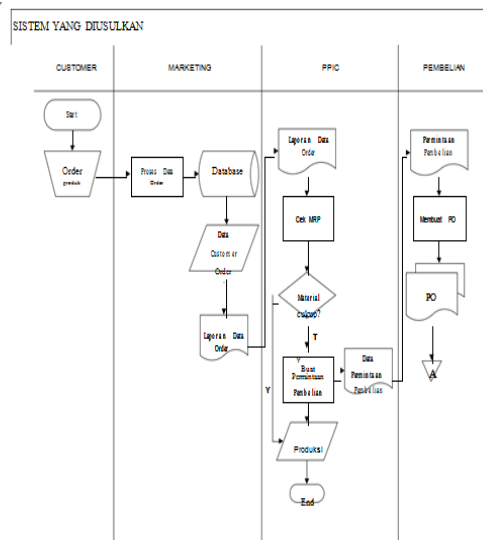 SISTEM YANG DIUSULKAN
CUSTOMER
MARKETING
PPIC
PEMBELIAN
Start
Order
produk
Proses Data
Order
Database
Data
Customer
Order
Laporan Data
Order
Laporan Data
Order
Cek MRP
Material
cukup?
T
Y
Y
Buat
Permintaan
Pembelian
Data
Permintaan
Pembelian
Produksi
End
Permintaan
Pembelian
Membuat PO
PO
A